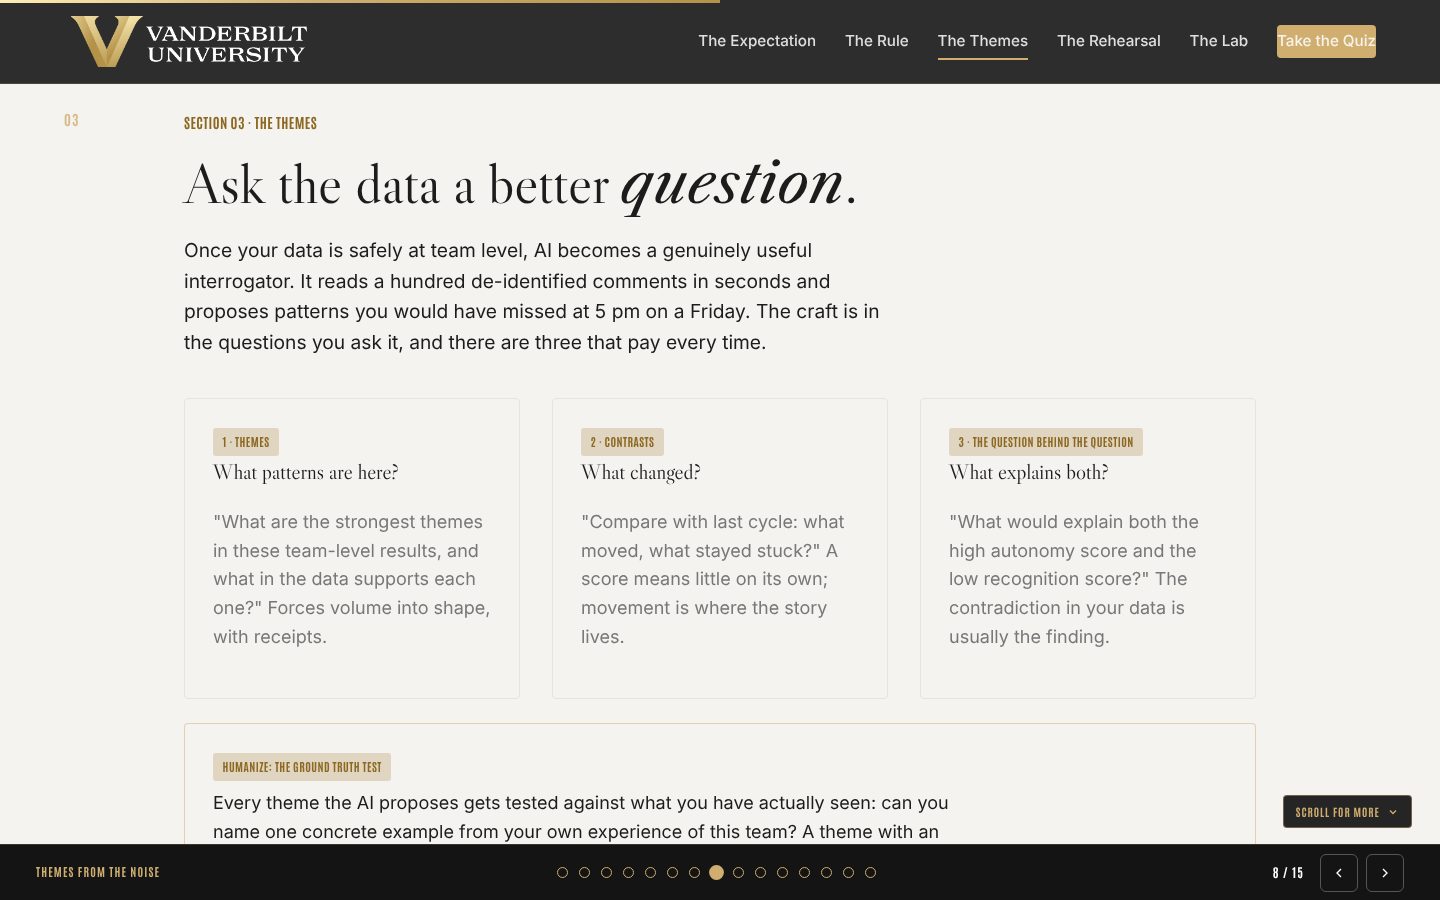 VANDERBILT
UNIVERSITY
The Expectation
The Rule
The Themes
The Rehearsal
The Lab
Take the Quiz
03
SECTION 03 · THE THEMES
Ask the data a better question.
Once your data is safely at team level, AI becomes a genuinely useful
interrogator. It reads a hundred de-identified comments in seconds and
proposes patterns you would have missed at 5 pm on a Friday. The craft is in
the questions you ask it, and there are three that pay every time.
1 · THEMES
What patterns are here?
"What are the strongest themes
in these team-level results, and
what in the data supports each
one?" Forces volume into shape,
with receipts.
2 · CONTRASTS
What changed?
"Compare with last cycle: what
moved, what stayed stuck?" A
score means little on its own;
movement is where the story
lives.
3 · THE QUESTION BEHIND THE QUESTION
What explains both?
"What would explain both the
high autonomy score and the
low recognition score?" The
contradiction in your data is
usually the finding.
HUMANIZE: THE GROUND TRUTH TEST
Every theme the AI proposes gets tested against what you have actually seen: can you
name one concrete example from your own experience of this team? A theme with an
SCROLL FOR MORE
THEMES FROM THE NOISE
8 / 15